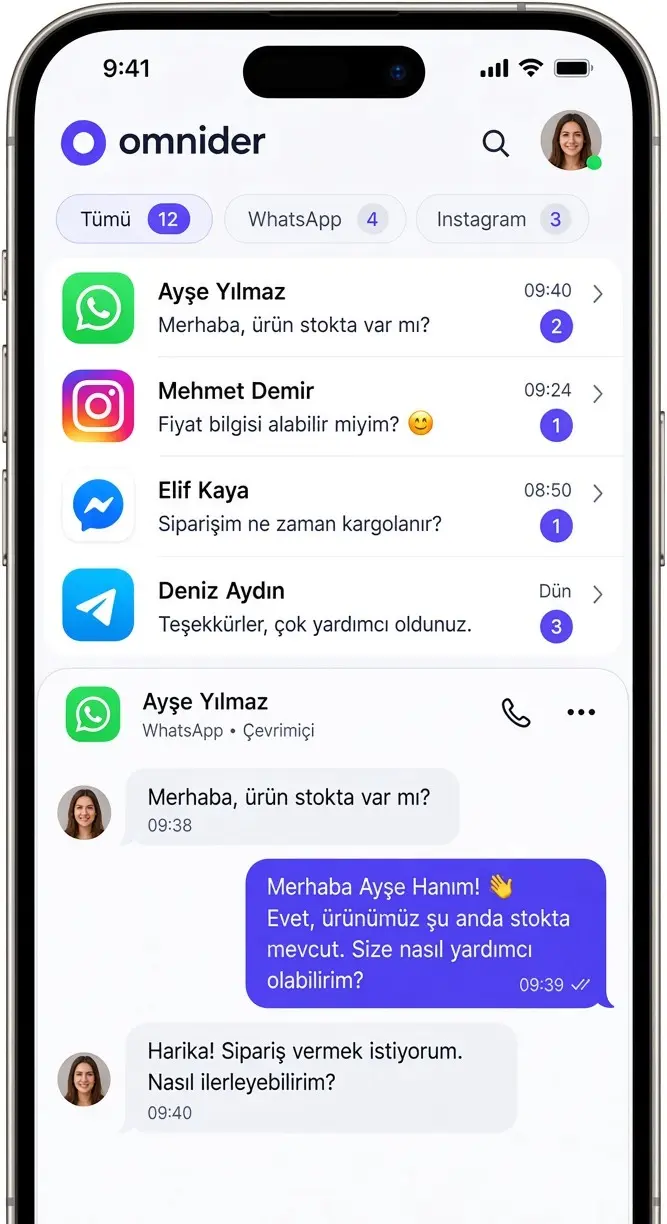 9:41
omnider
Tümü 12 WhatsApp 4 Instagram 3
Ayşe Yılmaz 09:40
Merhaba, ürün stokta var mı? 2
Mehmet Demir 09:24
Fiyat bilgisi alabilir miyim? 😊 1
Elif Kaya 08:50
Siparişim ne zaman kargolanır? 1
Deniz Aydın Dün
Teşekkürler, çok yardımcı oldunuz. 3
Ayşe Yılmaz
WhatsApp • Çevrimiçi
Merhaba, ürün stokta var mı?
09:38
Merhaba Ayşe Hanım! 👋
Evet, ürünümüz şu anda stokta
mevcut. Size nasıl yardımcı
olabilirim? 09:39
Harika! Sipariş vermek istiyorum.
Nasıl ilerleyebilirim?
09:40